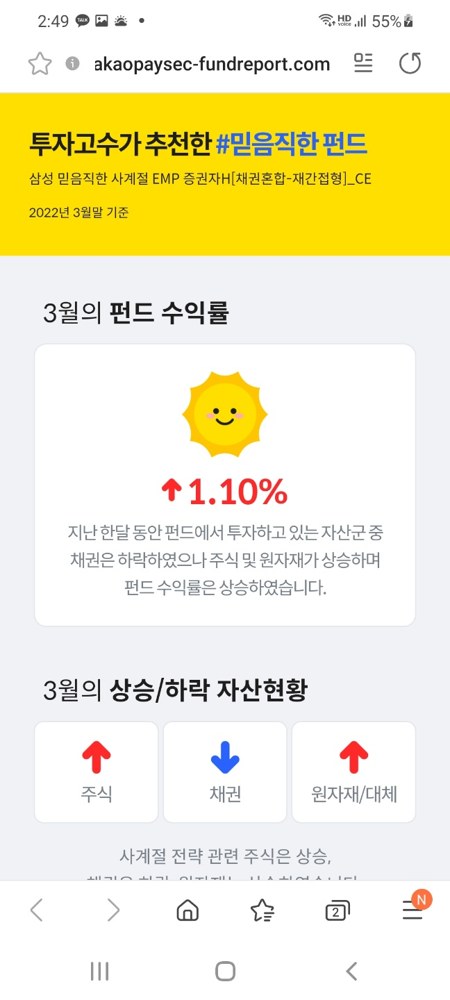 2:49
TALK
HD voice
55%
akaopaysec-fundreport.com
투자고수가 추천한 #믿음직한 펀드
삼성 믿음직한 사계절 EMP 증권자H[채권혼합-재간접형]_CE
2022년 3월말 기준
3월의 펀드 수익률
1.10%
지난 한달 동안 펀드에서 투자하고 있는 자산군 중
채권은 하락하였으나 주식 및 원자재가 상승하며
펀드 수익률은 상승하였습니다.
3월의 상승/하락 자산현황
주식
채권
원자재/대체
사계절 전략 관련 주식은 상승,
2
N